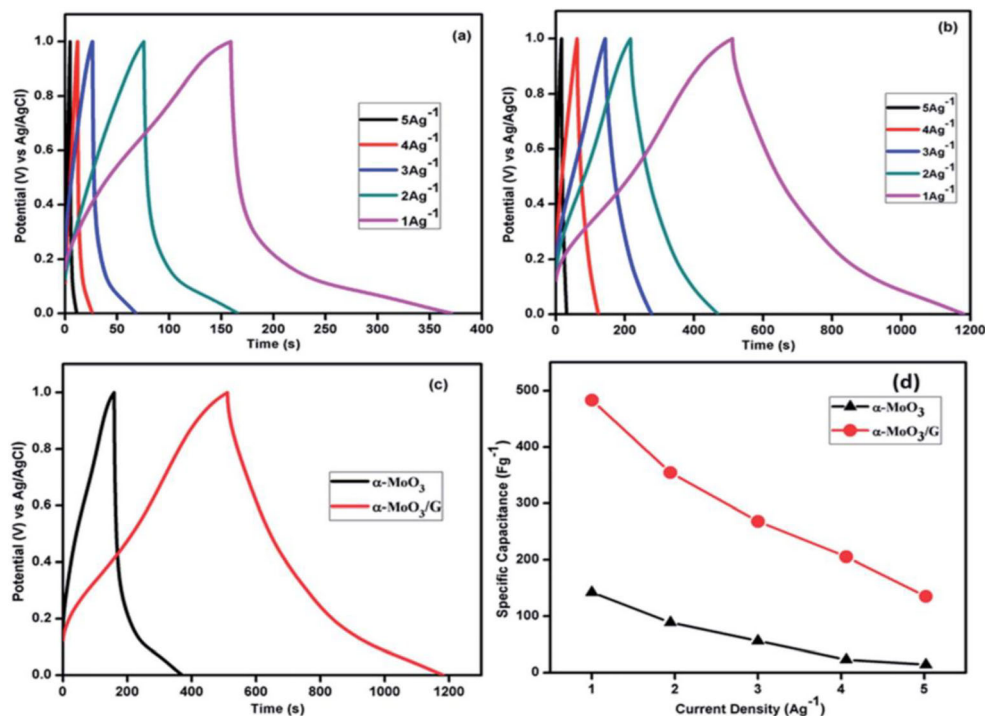 (a)
1.0
0.8
0.6
0.4
0.2
0.0
Potential (V) vs Ag/AgCl
5Ag⁻¹
4Ag⁻¹
3Ag⁻¹
2Ag⁻¹
1Ag⁻¹
0 50 100 150 200 250 300 350 400
Time (s)
(b)
1.0
0.8
0.6
0.4
0.2
0.0
Potential (V) vs Ag/AgCl
5Ag⁻¹
4Ag⁻¹
3Ag⁻¹
2Ag⁻¹
1Ag⁻¹
0 200 400 600 800 1000 1200
Time (s)
(c)
1.0
0.8
0.6
0.4
0.2
0.0
Potential (V) vs Ag/AgCl
α-MoO₃
α-MoO₃/G
0 200 400 600 800 1000 1200
Time (s)
(d)
500
400
300
200
100
0
Specific Capacitance (Fg⁻¹)
α-MoO₃
α-MoO₃/G
1 2 3 4 5
Current Density (Ag⁻¹)